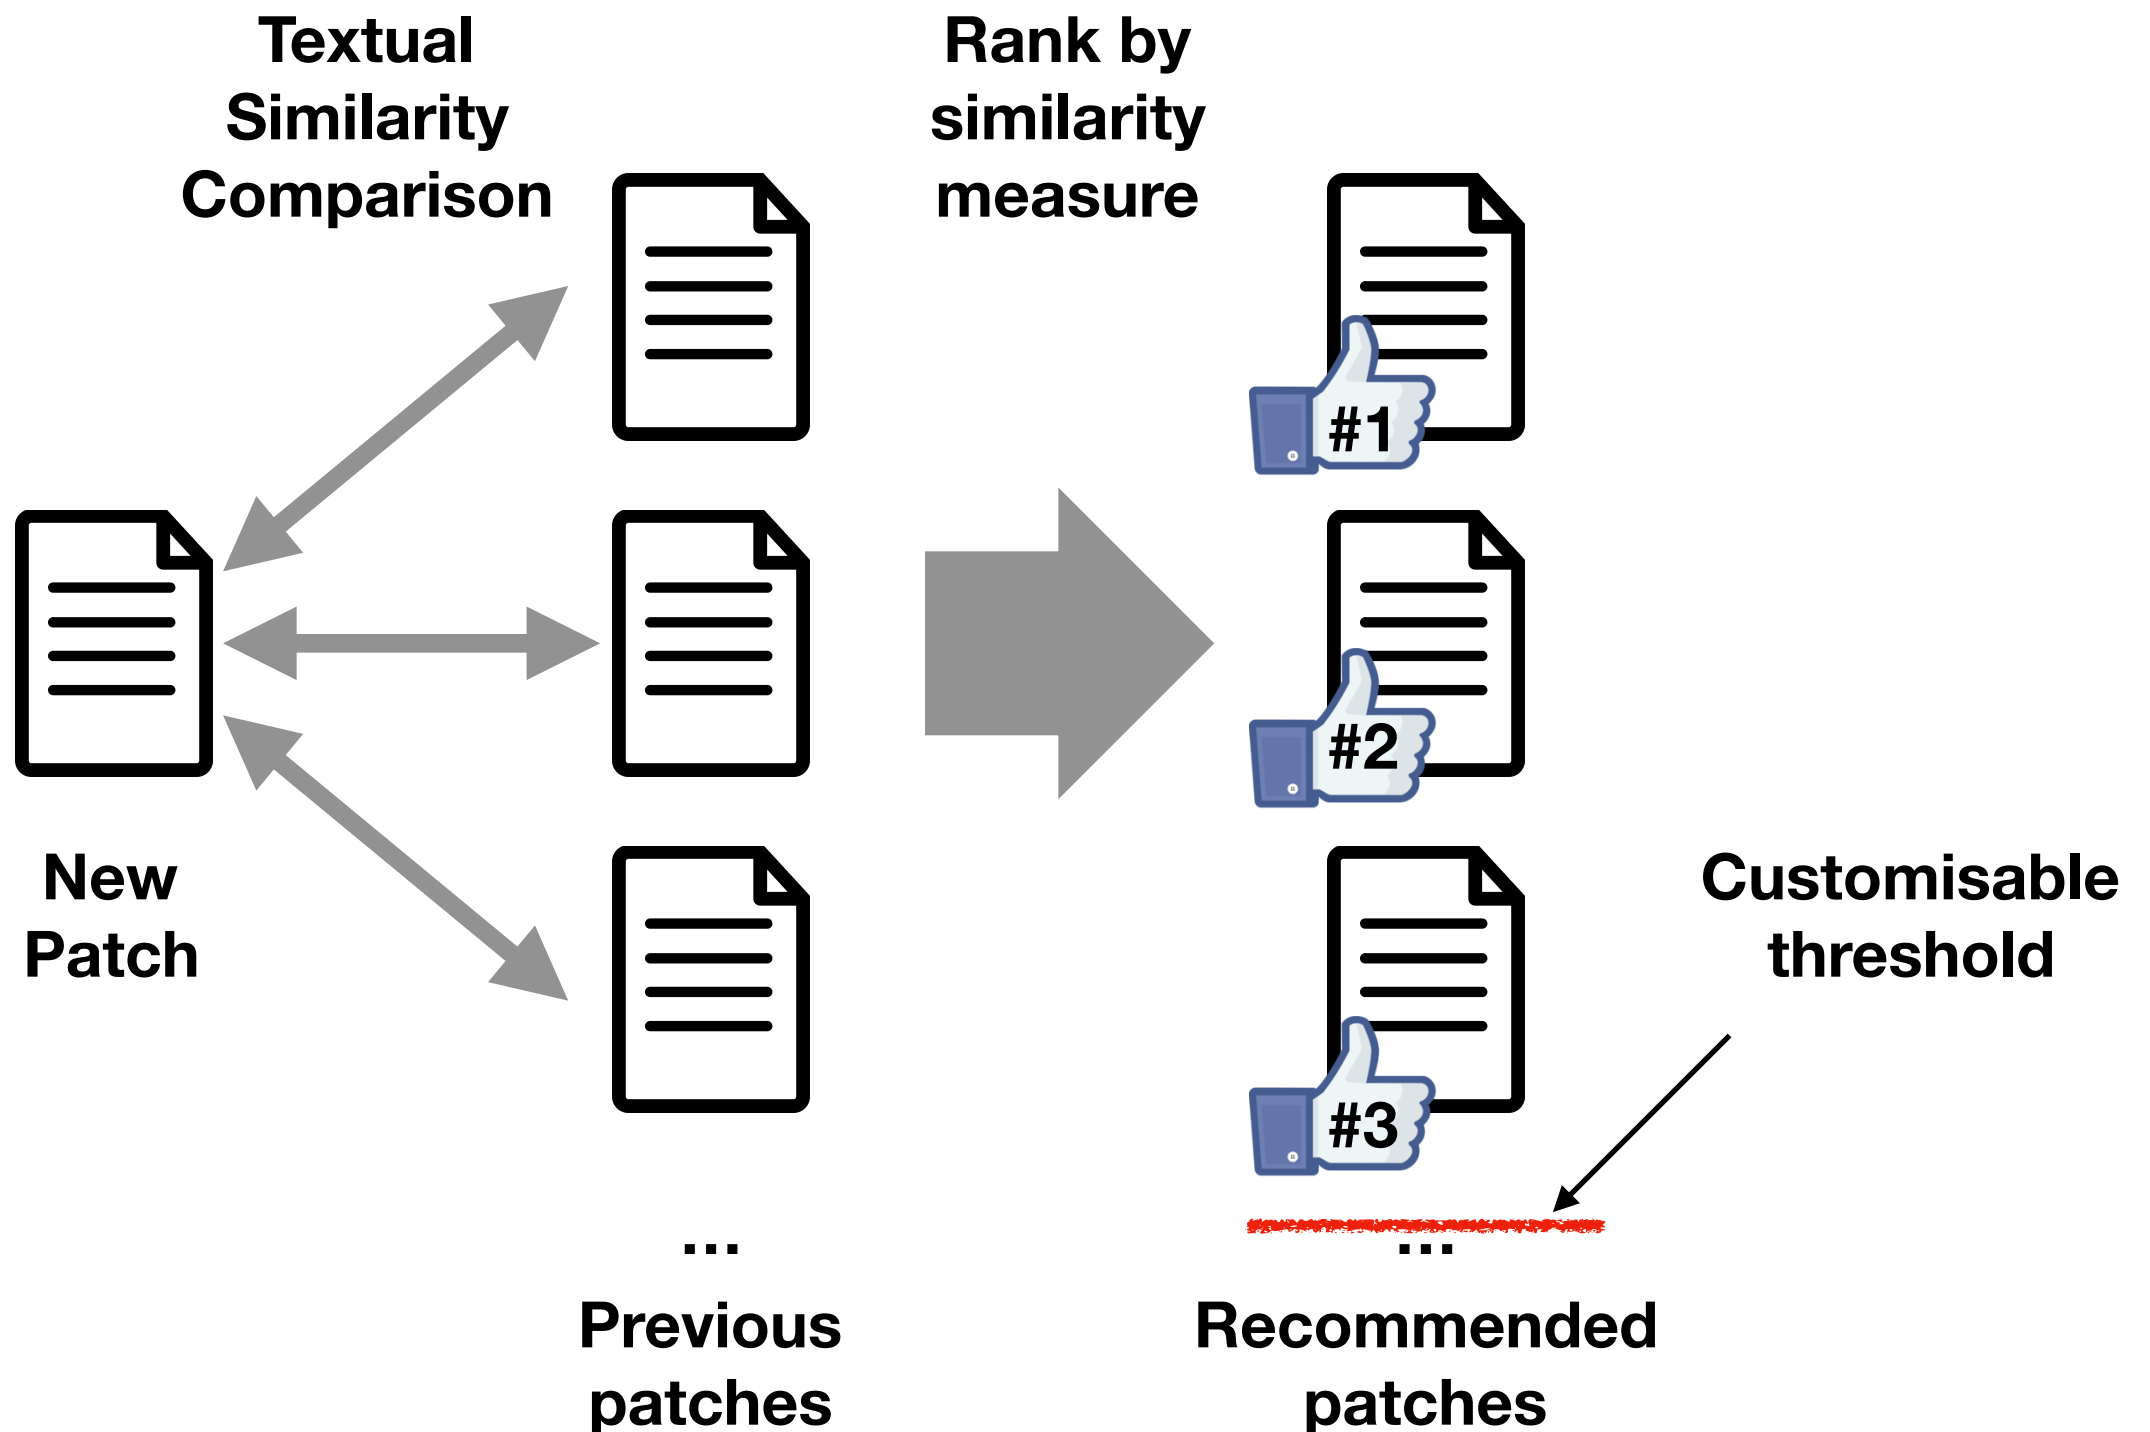 Textual
Similarity
Comparison
Rank by
similarity
measure
#1
#2
#3
New
Patch
Customisable
threshold
...
Previous
patches
...
Recommended
patches